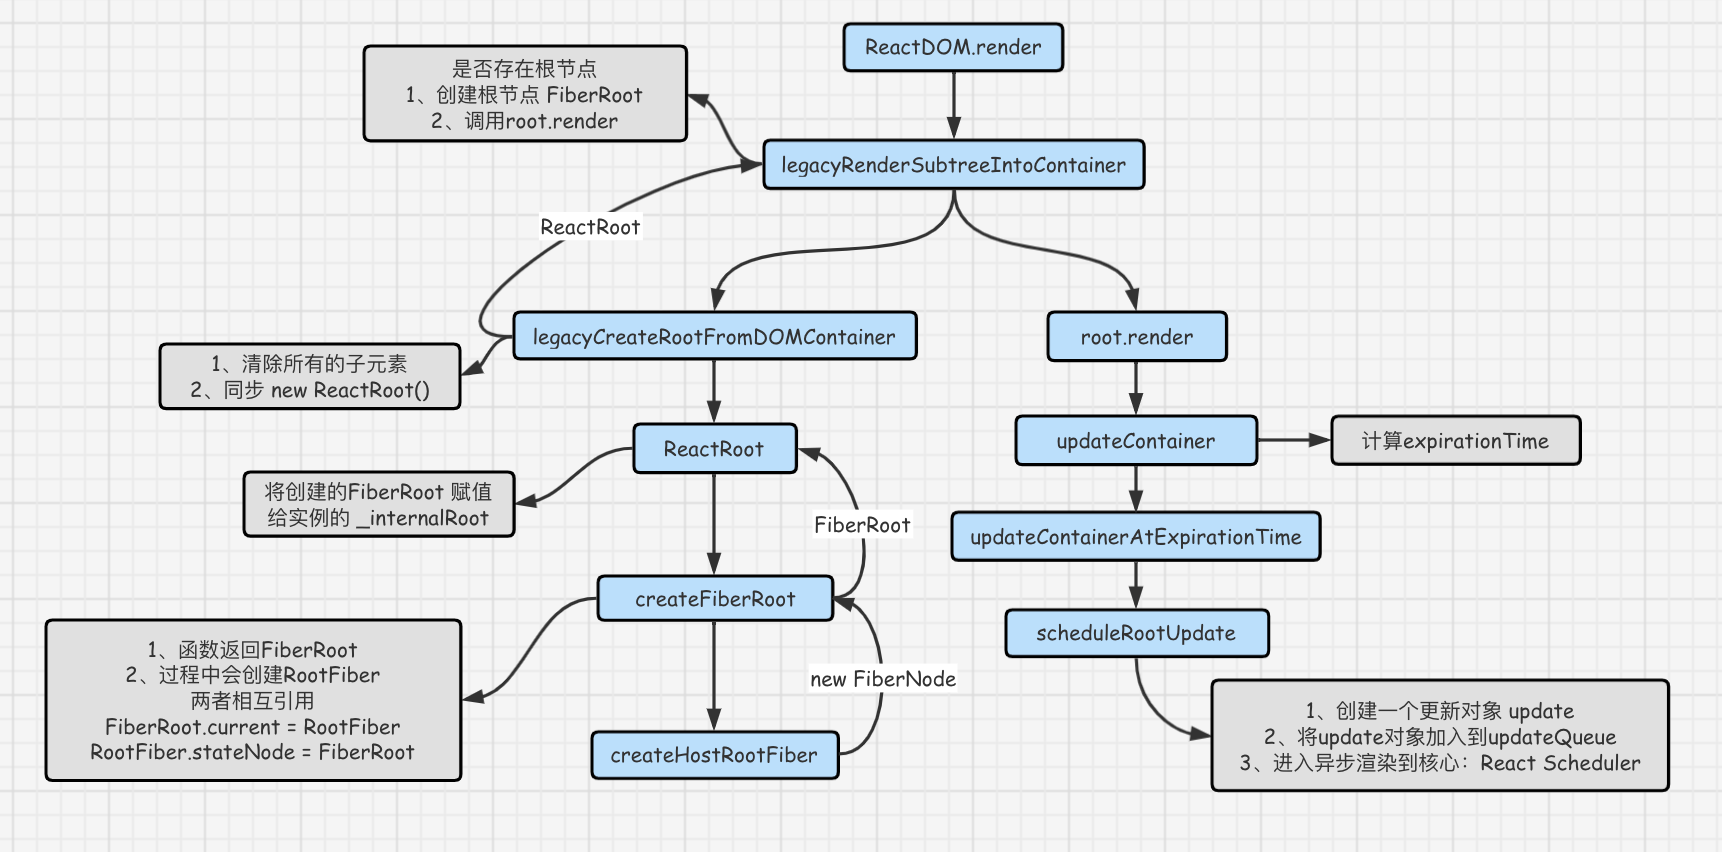 ReactDOM.render
是否存在根节点
1、创建根节点 FiberRoot
2、调用root.render
legacyRenderSubtreeIntoContainer
ReactRoot
legacyCreateRootFromDOMContainer
root.render
1、清除所有的子元素
2、同步 new ReactRoot()
ReactRoot
updateContainer
计算expirationTime
将创建的FiberRoot 赋值
给实例的 _internalRoot
FiberRoot
updateContainerAtExpirationTime
createFiberRoot
scheduleRootUpdate
1、函数返回FiberRoot
2、过程中会创建RootFiber
两者相互引用
FiberRoot.current = RootFiber
RootFiber.stateNode = FiberRoot
new FiberNode
createHostRootFiber
1、创建一个更新对象 update
2、将update对象加入到updateQueue
3、进入异步渲染到核心：React Scheduler